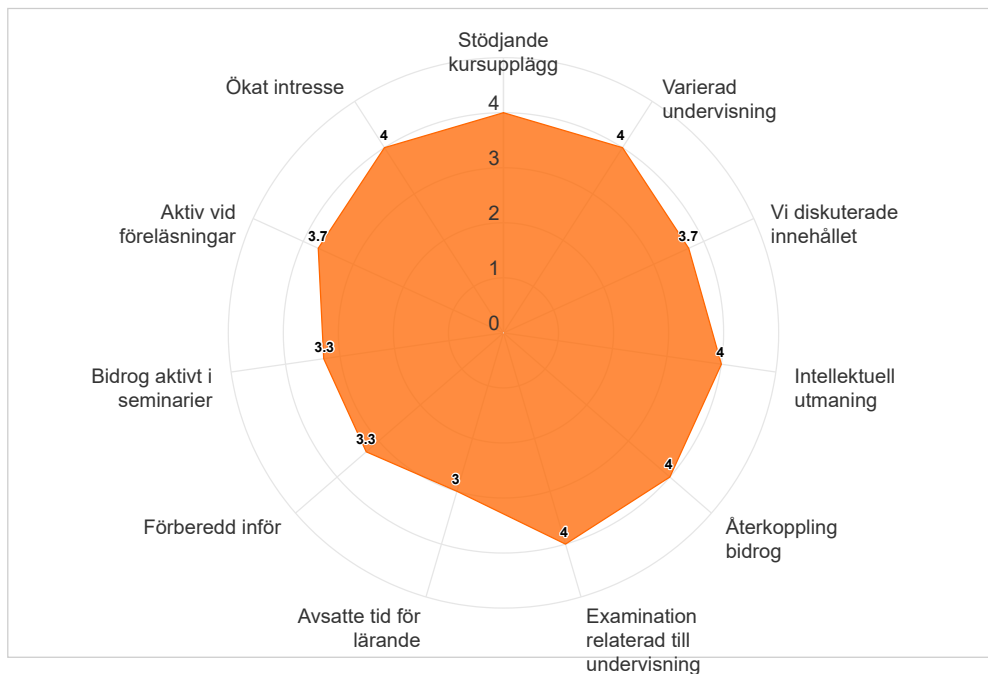 Stödjande
kursupplägg
Ökat intresse
Varierad
undervisning
4
4
4
3
Aktiv vid
föreläsningar
3.7
3.7
Vi diskuterade
innehållet
2
1
0
Bidrog aktivt i
seminarier
3.3
4
Intellektuell
utmaning
3.3
4
3
Förberedd inför
Återkoppling
bidrog
4
Avsatte tid för
lärande
Examination
relaterad till
undervisning